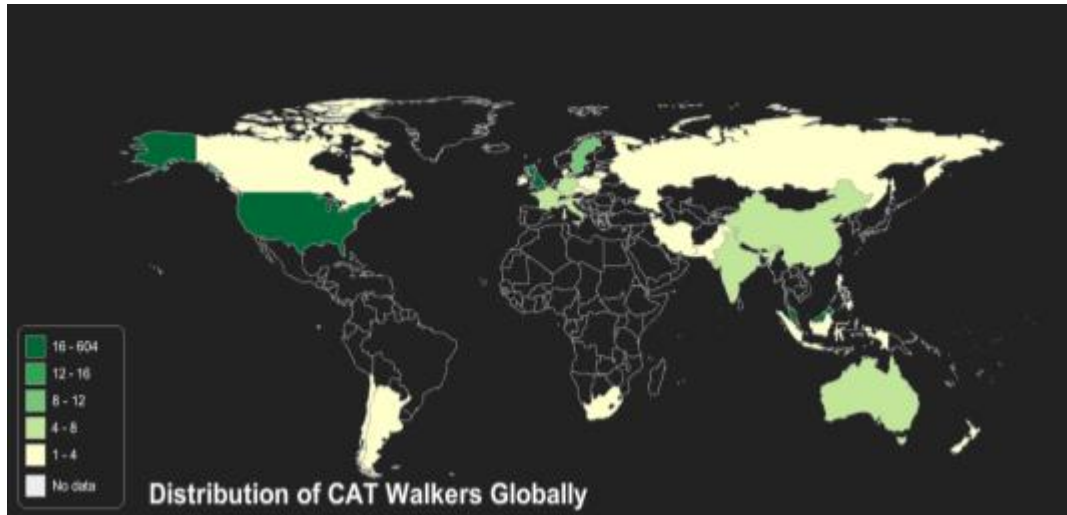 16 - 604
12 - 16
8 - 12
4 - 8
1 - 4
No data
Distribution of CAT Walkers Globally